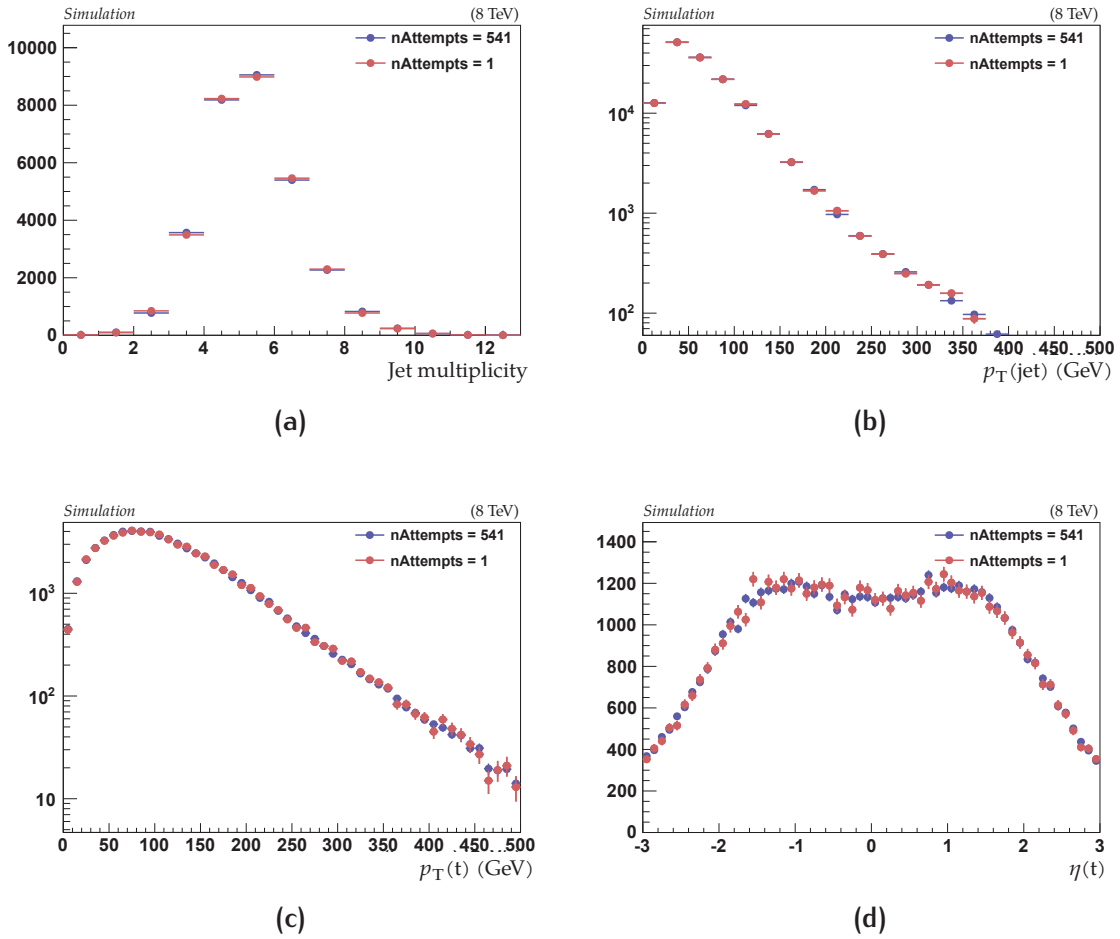 Simulation (8 TeV)
nAttempts = 541
nAttempts = 1
10000
8000
6000
4000
2000
0
0 2 4 6 8 10 12
Jet multiplicity
(a)
Simulation (8 TeV)
nAttempts = 541
nAttempts = 1
10^4
10^3
10^2
0 50 100 150 200 250 300 350 400 450 500
p_T(jet) (GeV)
(b)
Simulation (8 TeV)
nAttempts = 541
nAttempts = 1
10^3
10^2
10
0 50 100 150 200 250 300 350 400 450 500
p_T(t) (GeV)
(c)
Simulation (8 TeV)
nAttempts = 541
nAttempts = 1
1400
1200
1000
800
600
400
200
0
-3 -2 -1 0 1 2 3
η(t)
(d)